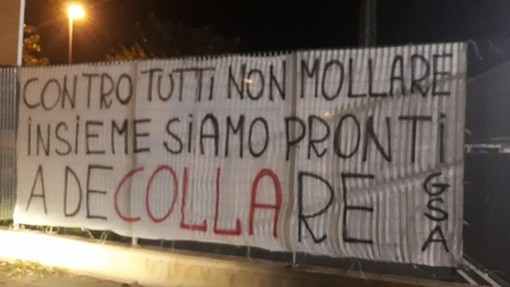 CONTRO TUTTI NON MOLLARE
INSIEME SIAMO PRONTI
A DECOLLARE
GSA